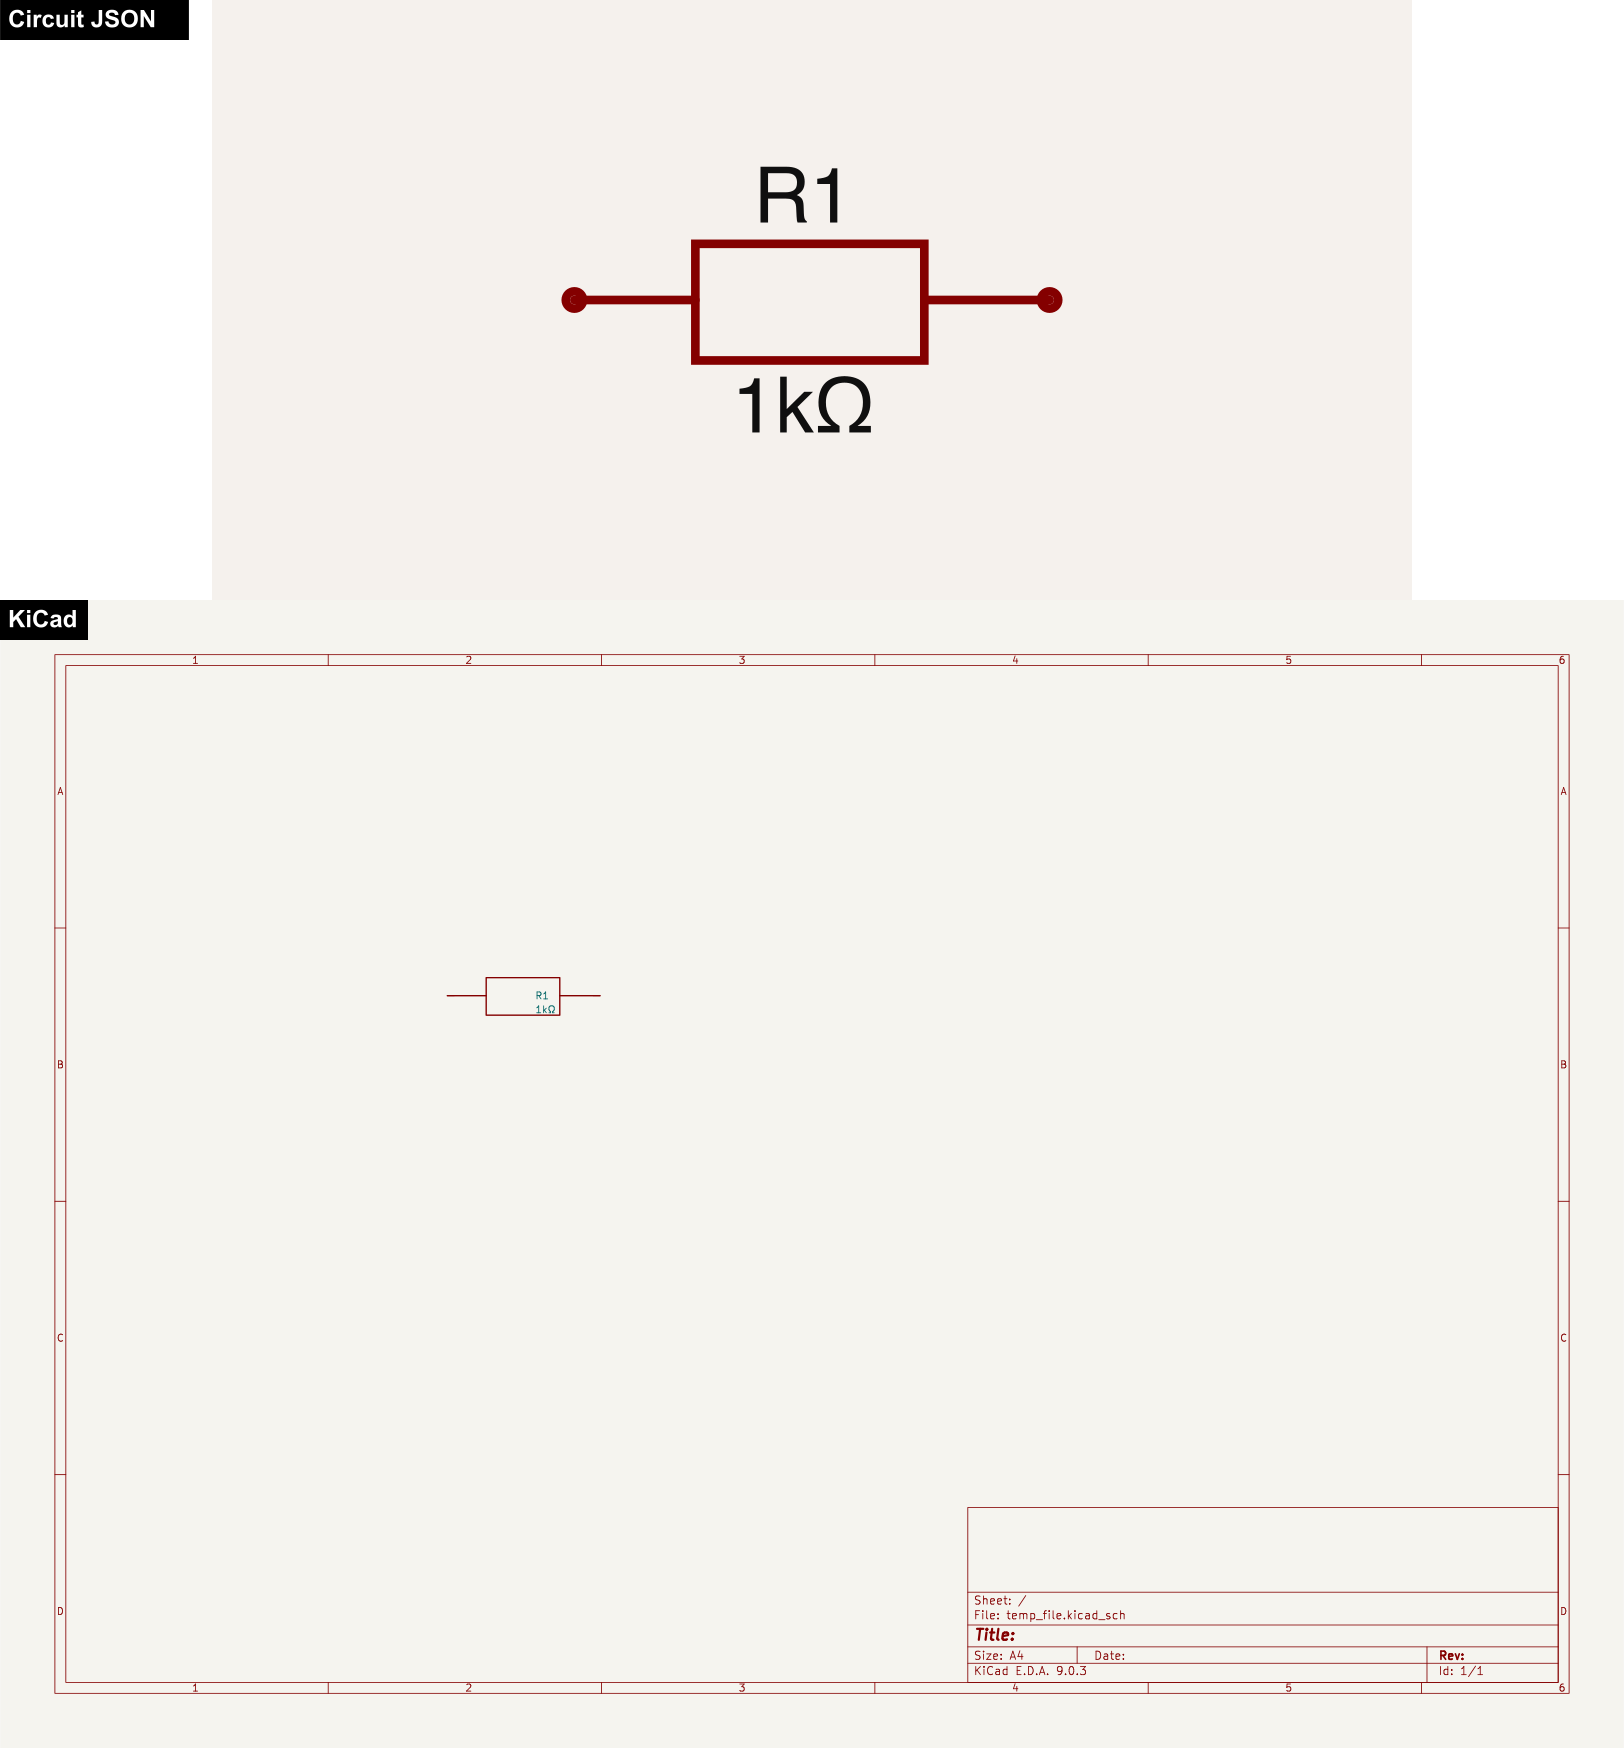 Circuit JSON
R1
1kΩ
KiCad
1 2 3 4 5 6
A A
R1
1kΩ
B B
C C
Sheet: /
File: temp_file.kicad_sch
D D
Title:
Size: A4 Date: Rev:
KiCad E.D.A. 9.0.3 Id: 1/1
1 2 3 4 5 6